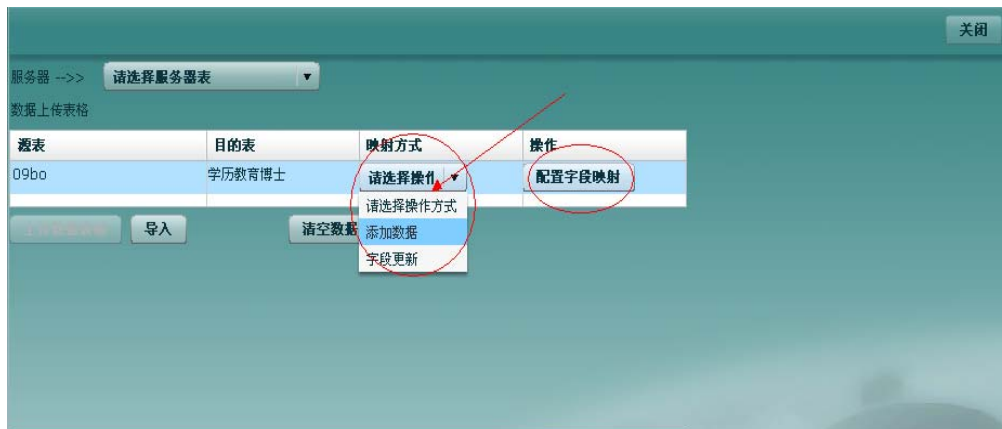 关闭
服务器 -->> 请选择服务器表
数据上传表格
源表 目的表 映射方式 操作
09bo 学历教育博士 请选择操作 配置字段映射
请选择操作方式
导入 清空数据 添加数据
字段更新